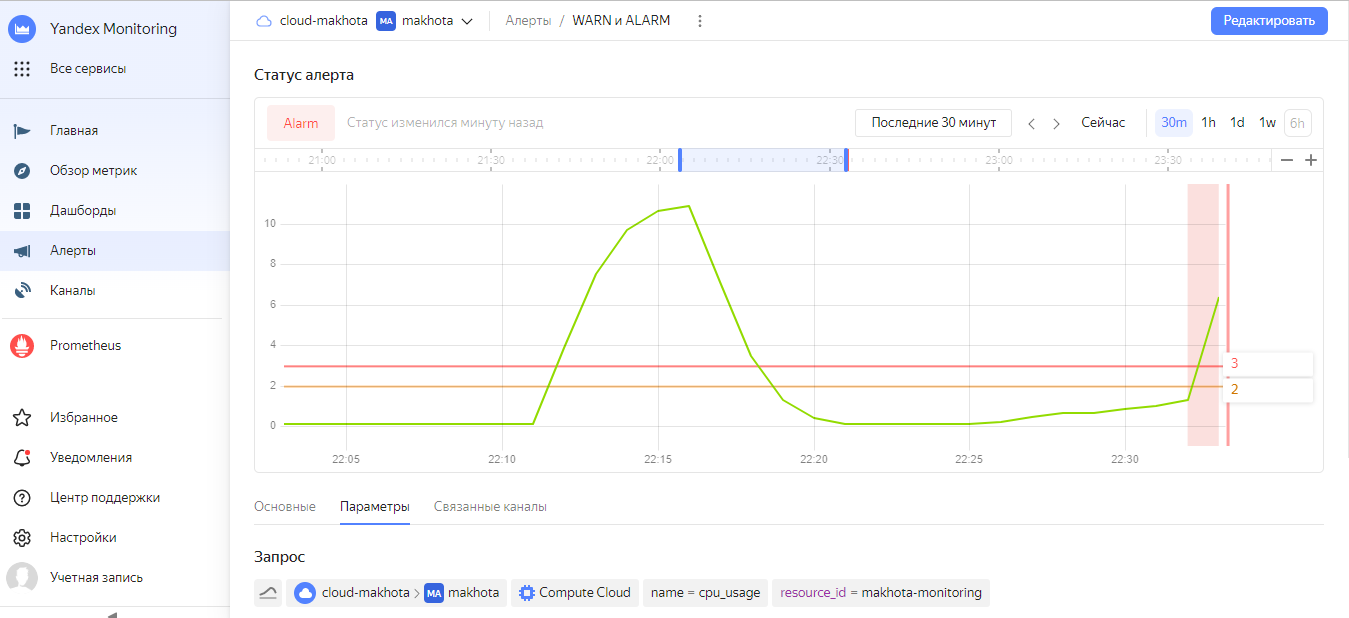 Yandex Monitoring
Все сервисы
Главная
Обзор метрик
Дашборды
Алерты
Каналы
Prometheus
Избранное
Уведомления
Центр поддержки
Настройки
Учетная запись
cloud-makhota MA makhota Алерты / WARN и ALARM Редактировать
Статус алерта
Alarm Статус изменился минуту назад Последние 30 минут Сейчас 30m 1h 1d 1w 6h
21:00 21:30 22:00 22:30 23:00 23:30
10
8
6
4
2
0
3
2
22:05 22:10 22:15 22:20 22:25 22:30
Основные Параметры Связанные каналы
Запрос
cloud-makhota > MA makhota Compute Cloud name = cpu_usage resource_id = makhota-monitoring